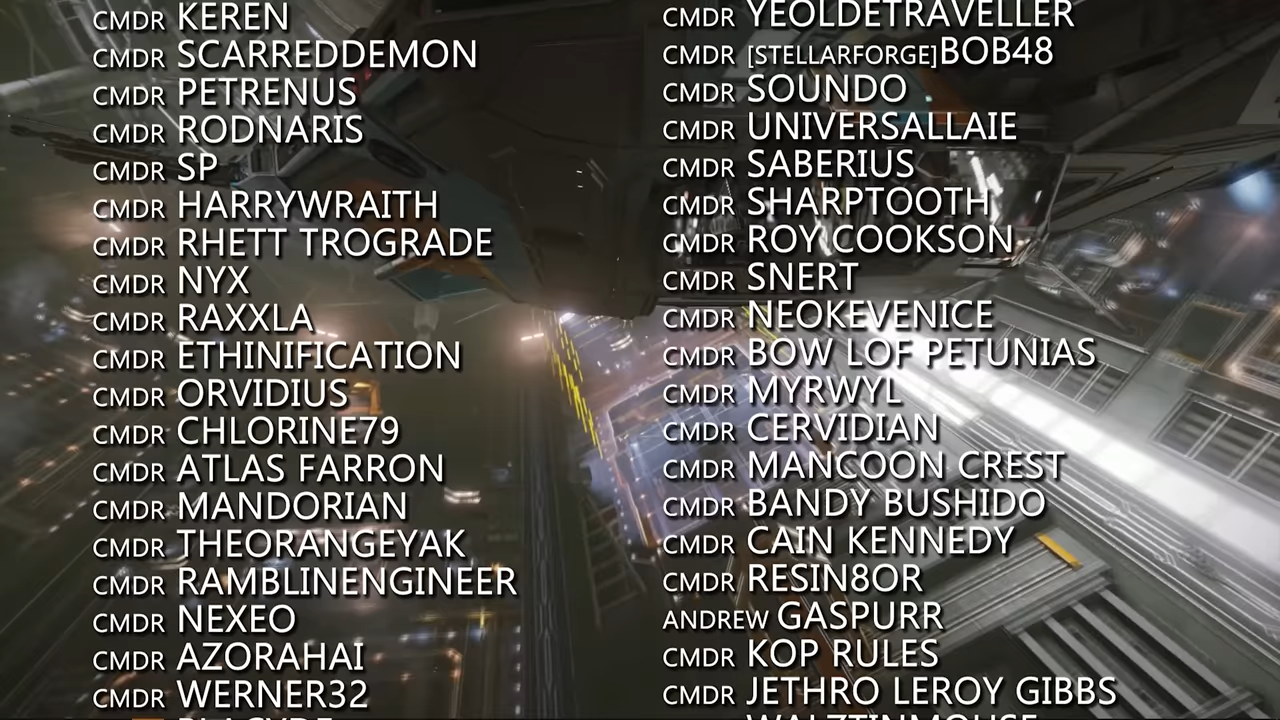 CMDR KEREN
CMDR SCARREDDEMON
CMDR PETRENUS
CMDR RODNARIS
CMDR SP
CMDR HARRYWRAITH
CMDR RHETT TROGRADE
CMDR NYX
CMDR RAXXLA
CMDR ETHINIFICATION
CMDR ORVIDIUS
CMDR CHLORINE79
CMDR ATLAS FARRON
CMDR MANDORIAN
CMDR THEORANGEYAK
CMDR RAMBLINENGINEER
CMDR NEXEO
CMDR AZORAHAI
CMDR WERNER32
CMDR YEOLDETRAVELLER
CMDR [STELLARFORGE]BOB48
CMDR SOUNDO
CMDR UNIVERSALLAIE
CMDR SABERIUS
CMDR SHARPTOOTH
CMDR ROY COOKSON
CMDR SNERT
CMDR NEOKEVENICE
CMDR BOW LOF PETUNIAS
CMDR MYRWYL
CMDR CERVIDIAN
CMDR MANCOON CREST
CMDR BANDY BUSHIDO
CMDR CAIN KENNEDY
CMDR RESIN8OR
ANDREW GASPURR
CMDR KOP RULES
CMDR JETHRO LEROY GIBBS